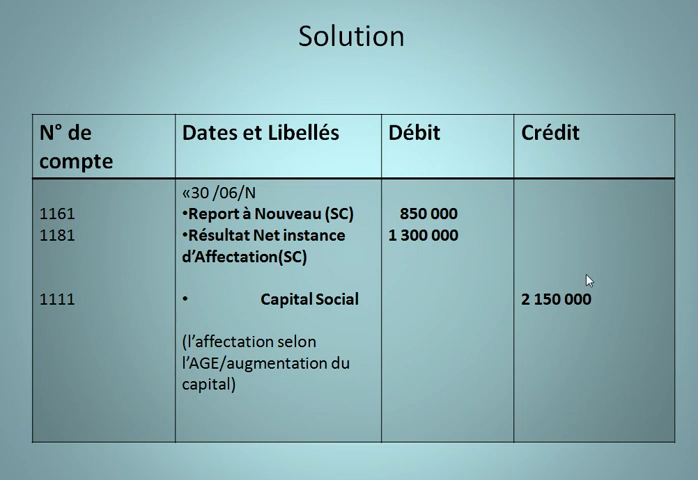 Solution
N° de compte Dates et Libellés Débit Crédit
«30 /06/N
1161 •Report à Nouveau (SC) 850 000
1181 •Résultat Net instance 1 300 000
d’Affectation(SC)
1111 • Capital Social 2 150 000
(l’affectation selon
l’AGE/augmentation du
capital)